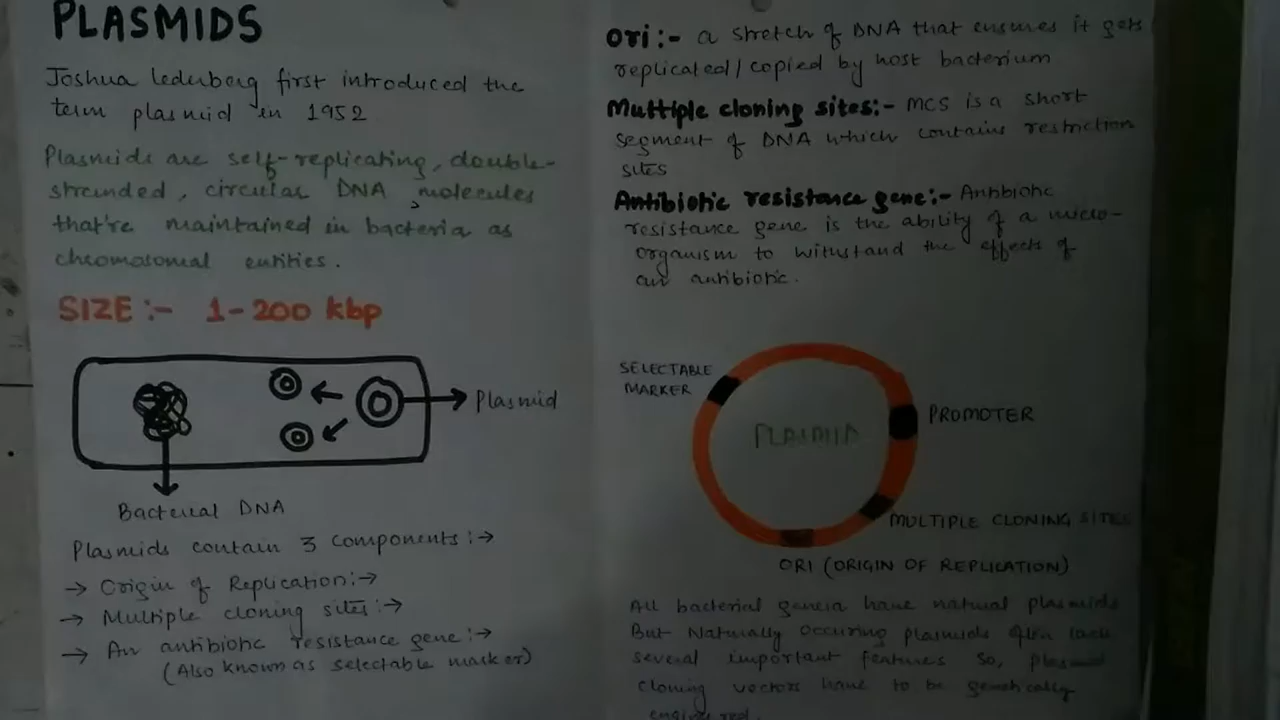 PLASMIDS
Joshua lederberg first introduced the
term plasmid in 1952
Plasmids are self-replicating, double-
stranded, circular DNA molecules
that're maintained in bacteria as
chromosomal entities.
SIZE :- 1-200 kbp
Plasmid
Bacterial DNA
Plasmids contain 3 components:→
→ Origin of Replication:→
→ Multiple cloning sites:→
→ An antibiotic resistance gene:→
(Also known as selectable marker)
Ori:- a stretch of DNA that ensures it gets
replicated/copied by host bacterium
Multiple cloning sites:- MCS is a short
segment of DNA which contains restriction
sites
Antibiotic resistance gene:- Antibiotic
resistance gene is the ability of a micro-
organism to withstand the effects of
an antibiotic.
SELECTABLE
MARKER
PLASMID
PROMOTER
MULTIPLE CLONING SITES
ORI (ORIGIN OF REPLICATION)
All bacterial genera have natural plasmids
But Naturally occuring plasmids often lack
several important features so, plasmid
cloning vectors have to be genetically
engineered.